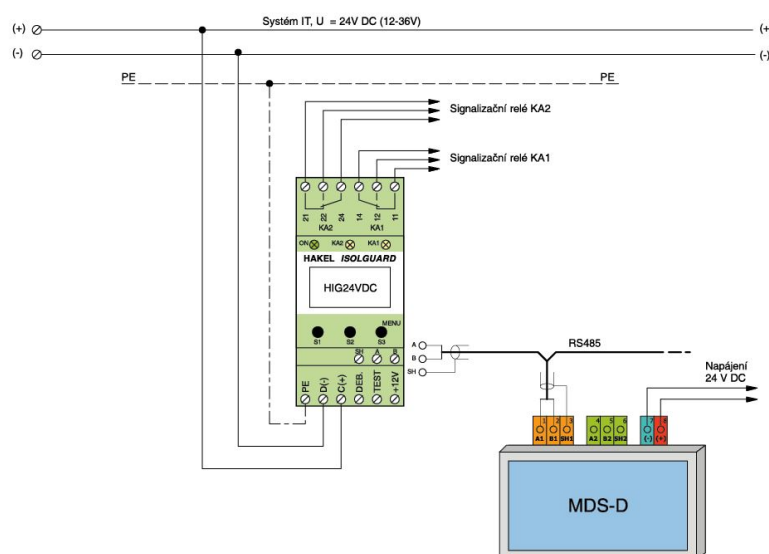 Systém IT, U = 24V DC (12-36V)
(+) (+)
(-) (-)
PE PE
Signalizační relé KA2
Signalizační relé KA1
21 22 24 14 12 11
KA2 KA1
ON KA2 KA1
HAKEL ISOLGUARD
HIG24VDC
MENU
S1 S2 S3
SH A B
PE D(-) C(+) DEB. TEST +12V
A
B
SH
RS485
Napájení
24 V DC
1 2 3 4 5 6 7 8
A1 B1 SH1 A2 B2 SH2 (-) (+)
MDS-D